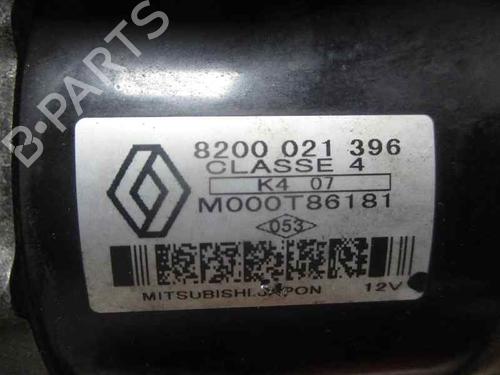 B-PARTS
8200 021 396
CLASSE 4
K4 07
M000T86181
053
MITSUBISHI.JAPON 12V